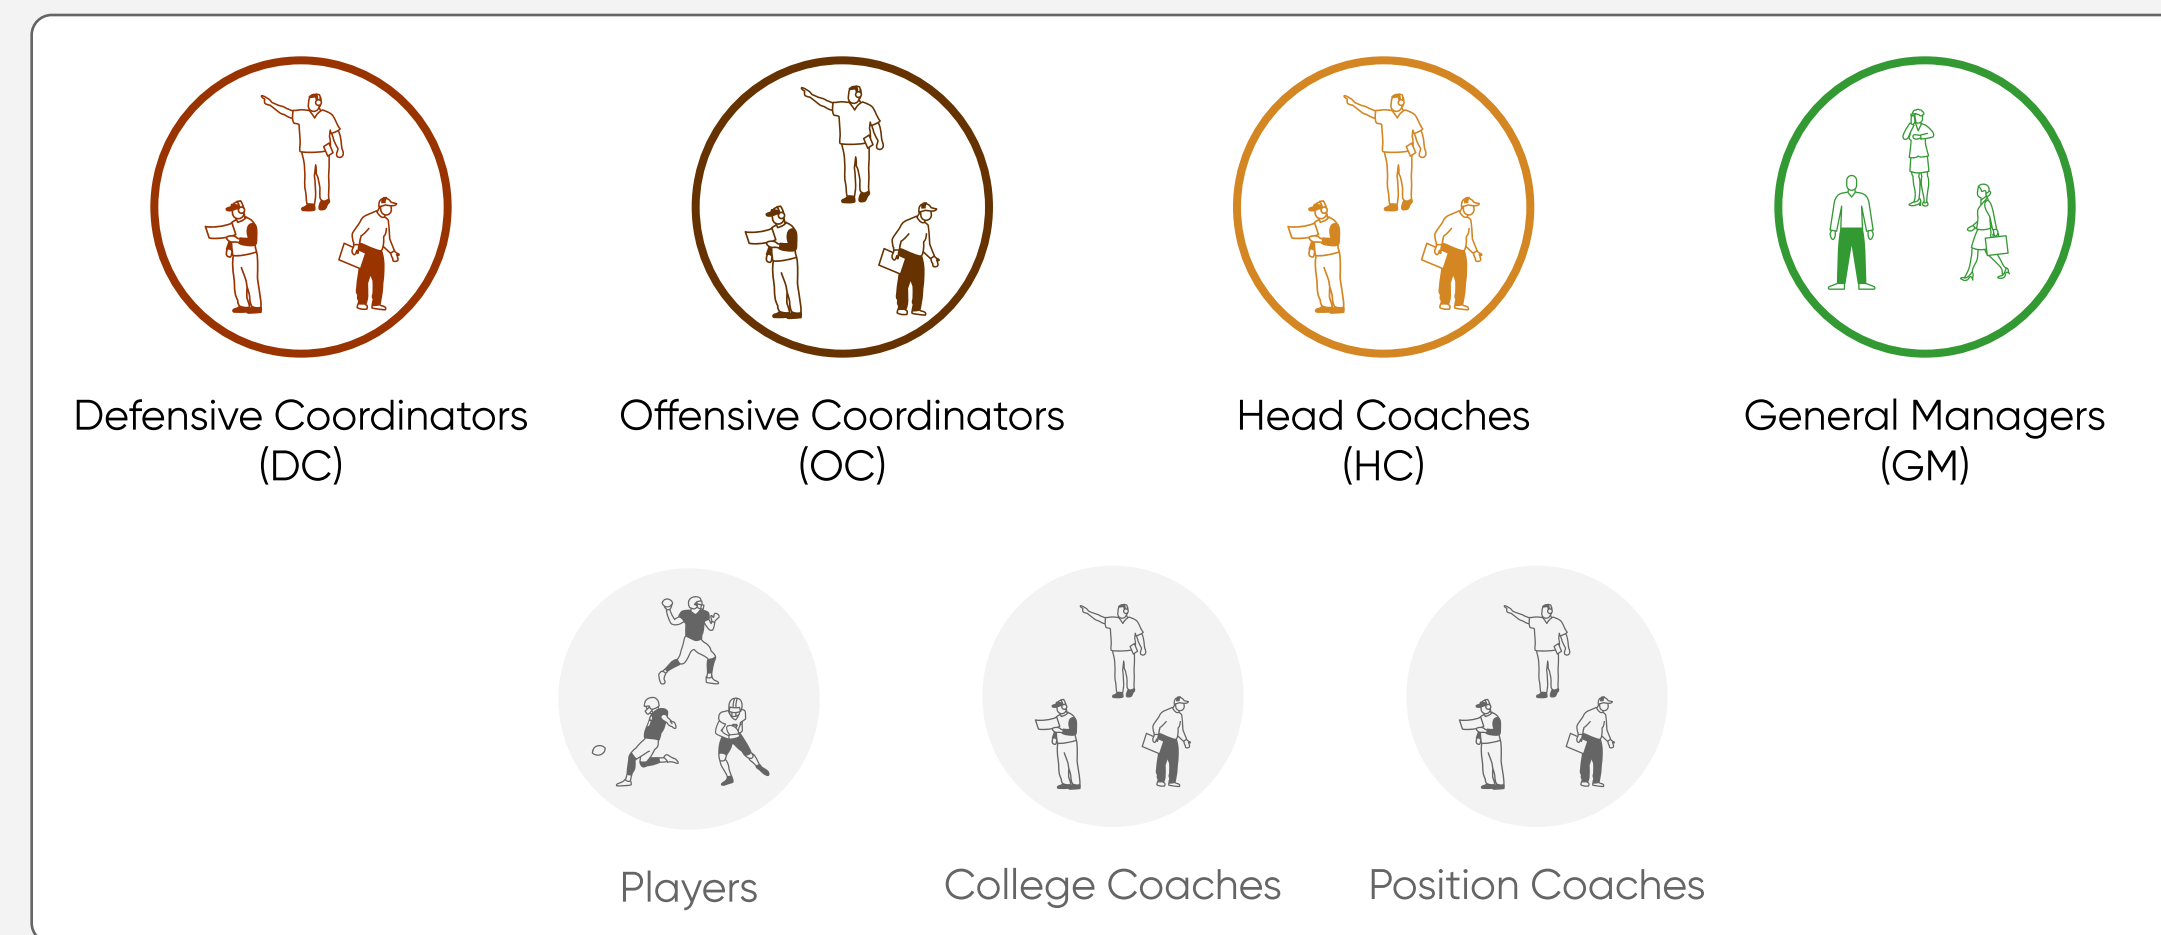 Defensive Coordinators
(DC)
Offensive Coordinators
(OC)
Head Coaches
(HC)
General Managers
(GM)
Players
College Coaches
Position Coaches